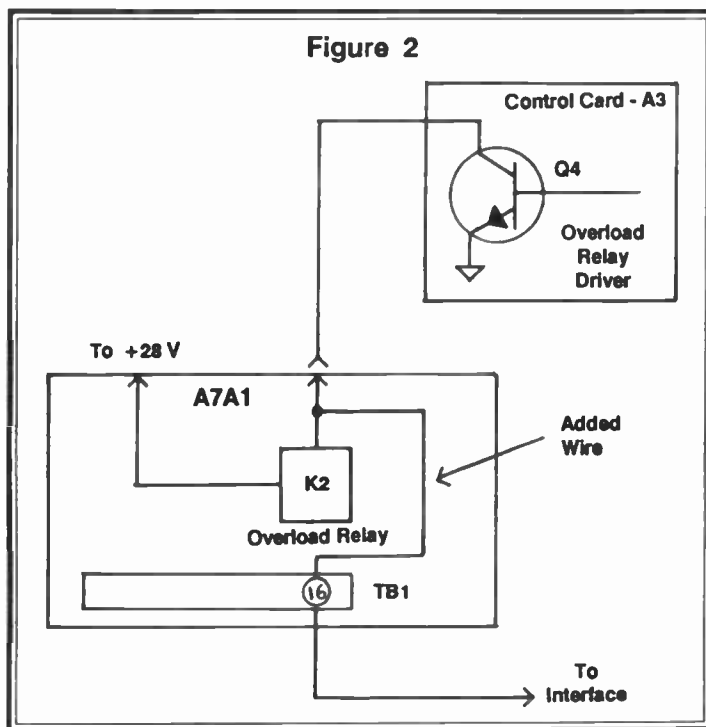 Figure 2
Control Card - A3
Q4
Overload
Relay
Driver
To +28 V
A7A1
Added
Wire
K2
Overload Relay
16
TB1
To
Interface